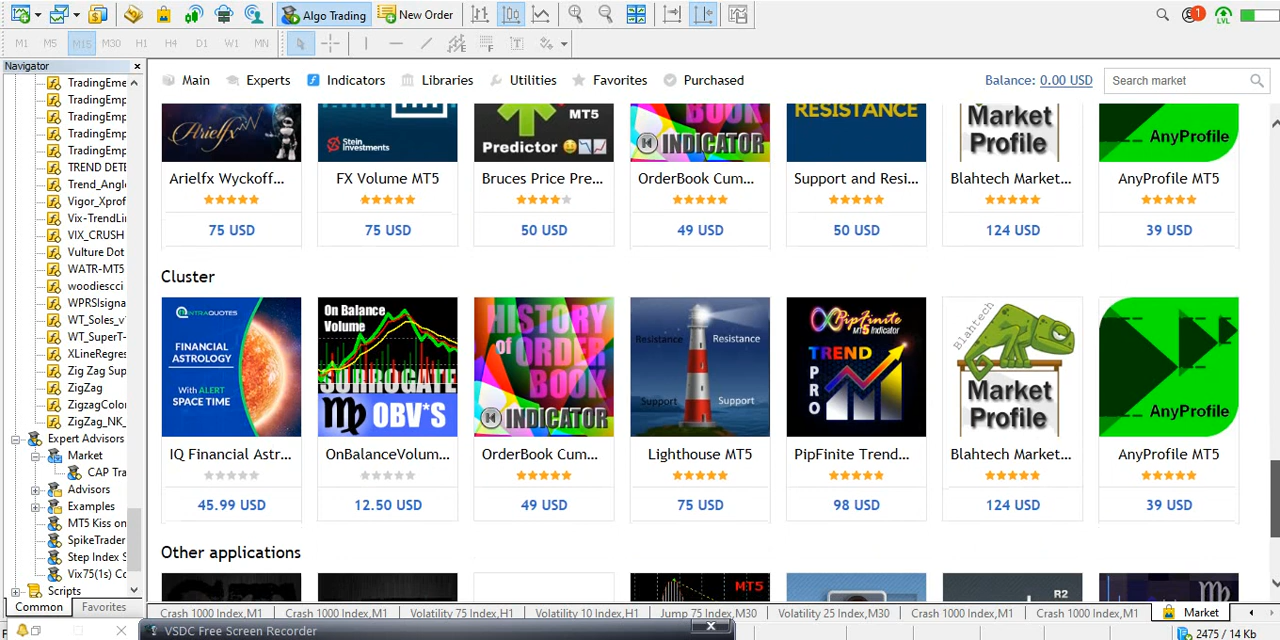 Algo Trading
New Order
1
LVL
M1 M5 M15 M30 H1 H4 D1 W1 MN
Navigator
TradingEme
TradingEmp
TradingEmp
TradingEmp
TradingEmp
TREND DETE
Trend_Angle
Vigor_Xprof
Vix-TrendLin
VIX_CRUSH
Vulture Dot
WATR-MT5
woodiescci
WPRSIsigna
WT_Soles_v
WT_SuperT-
XLineRegres
Zig Zag Sup
ZigZag
ZigzagColor
ZigZag_NK_
Expert Advisors
Market
CAP Tra
Advisors
Examples
MT5 Kiss on
SpikeTrader
Step Index S
Vix75(1s) Co
Scripts
Common Favorites
Main Experts Indicators Libraries Utilities Favorites Purchased
Balance: 0.00 USD
Search market
Arielfx
Stein
Investments
MT5
Predictor
BOOK
INDICATOR
RESISTANCE
Market
Profile
AnyProfile
Arielfx Wyckoff...
FX Volume MT5
Bruces Price Pre...
OrderBook Cum...
Support and Resi...
Blahtech Market...
AnyProfile MT5
75 USD
75 USD
50 USD
49 USD
50 USD
124 USD
39 USD
Cluster
FINANCIAL
ASTROLOGY
With ALERT
SPACE TIME
On Balance
Volume
SURROGATE
OBV'S
HISTORY
of ORDER
BOOK
INDICATOR
Resistance Resistance
Support Support
PipFinite
MT5 Indicator
TREND
PRO
Blahtech
Market
Profile
AnyProfile
IQ Financial Astr...
OnBalanceVolum...
OrderBook Cum...
Lighthouse MT5
PipFinite Trend...
Blahtech Market...
AnyProfile MT5
45.99 USD
12.50 USD
49 USD
75 USD
98 USD
124 USD
39 USD
Other applications
MT5
R2
Crash 1000 Index,M1
Crash 1000 Index,M1
Volatility 75 Index,H1
Volatility 10 Index,H1
Jump 75 Index,M30
Volatility 25 Index,M30
Crash 1000 Index,M1
Crash 1000 Index,M1
Market
VSDC Free Screen Recorder
2475 / 14 Kb